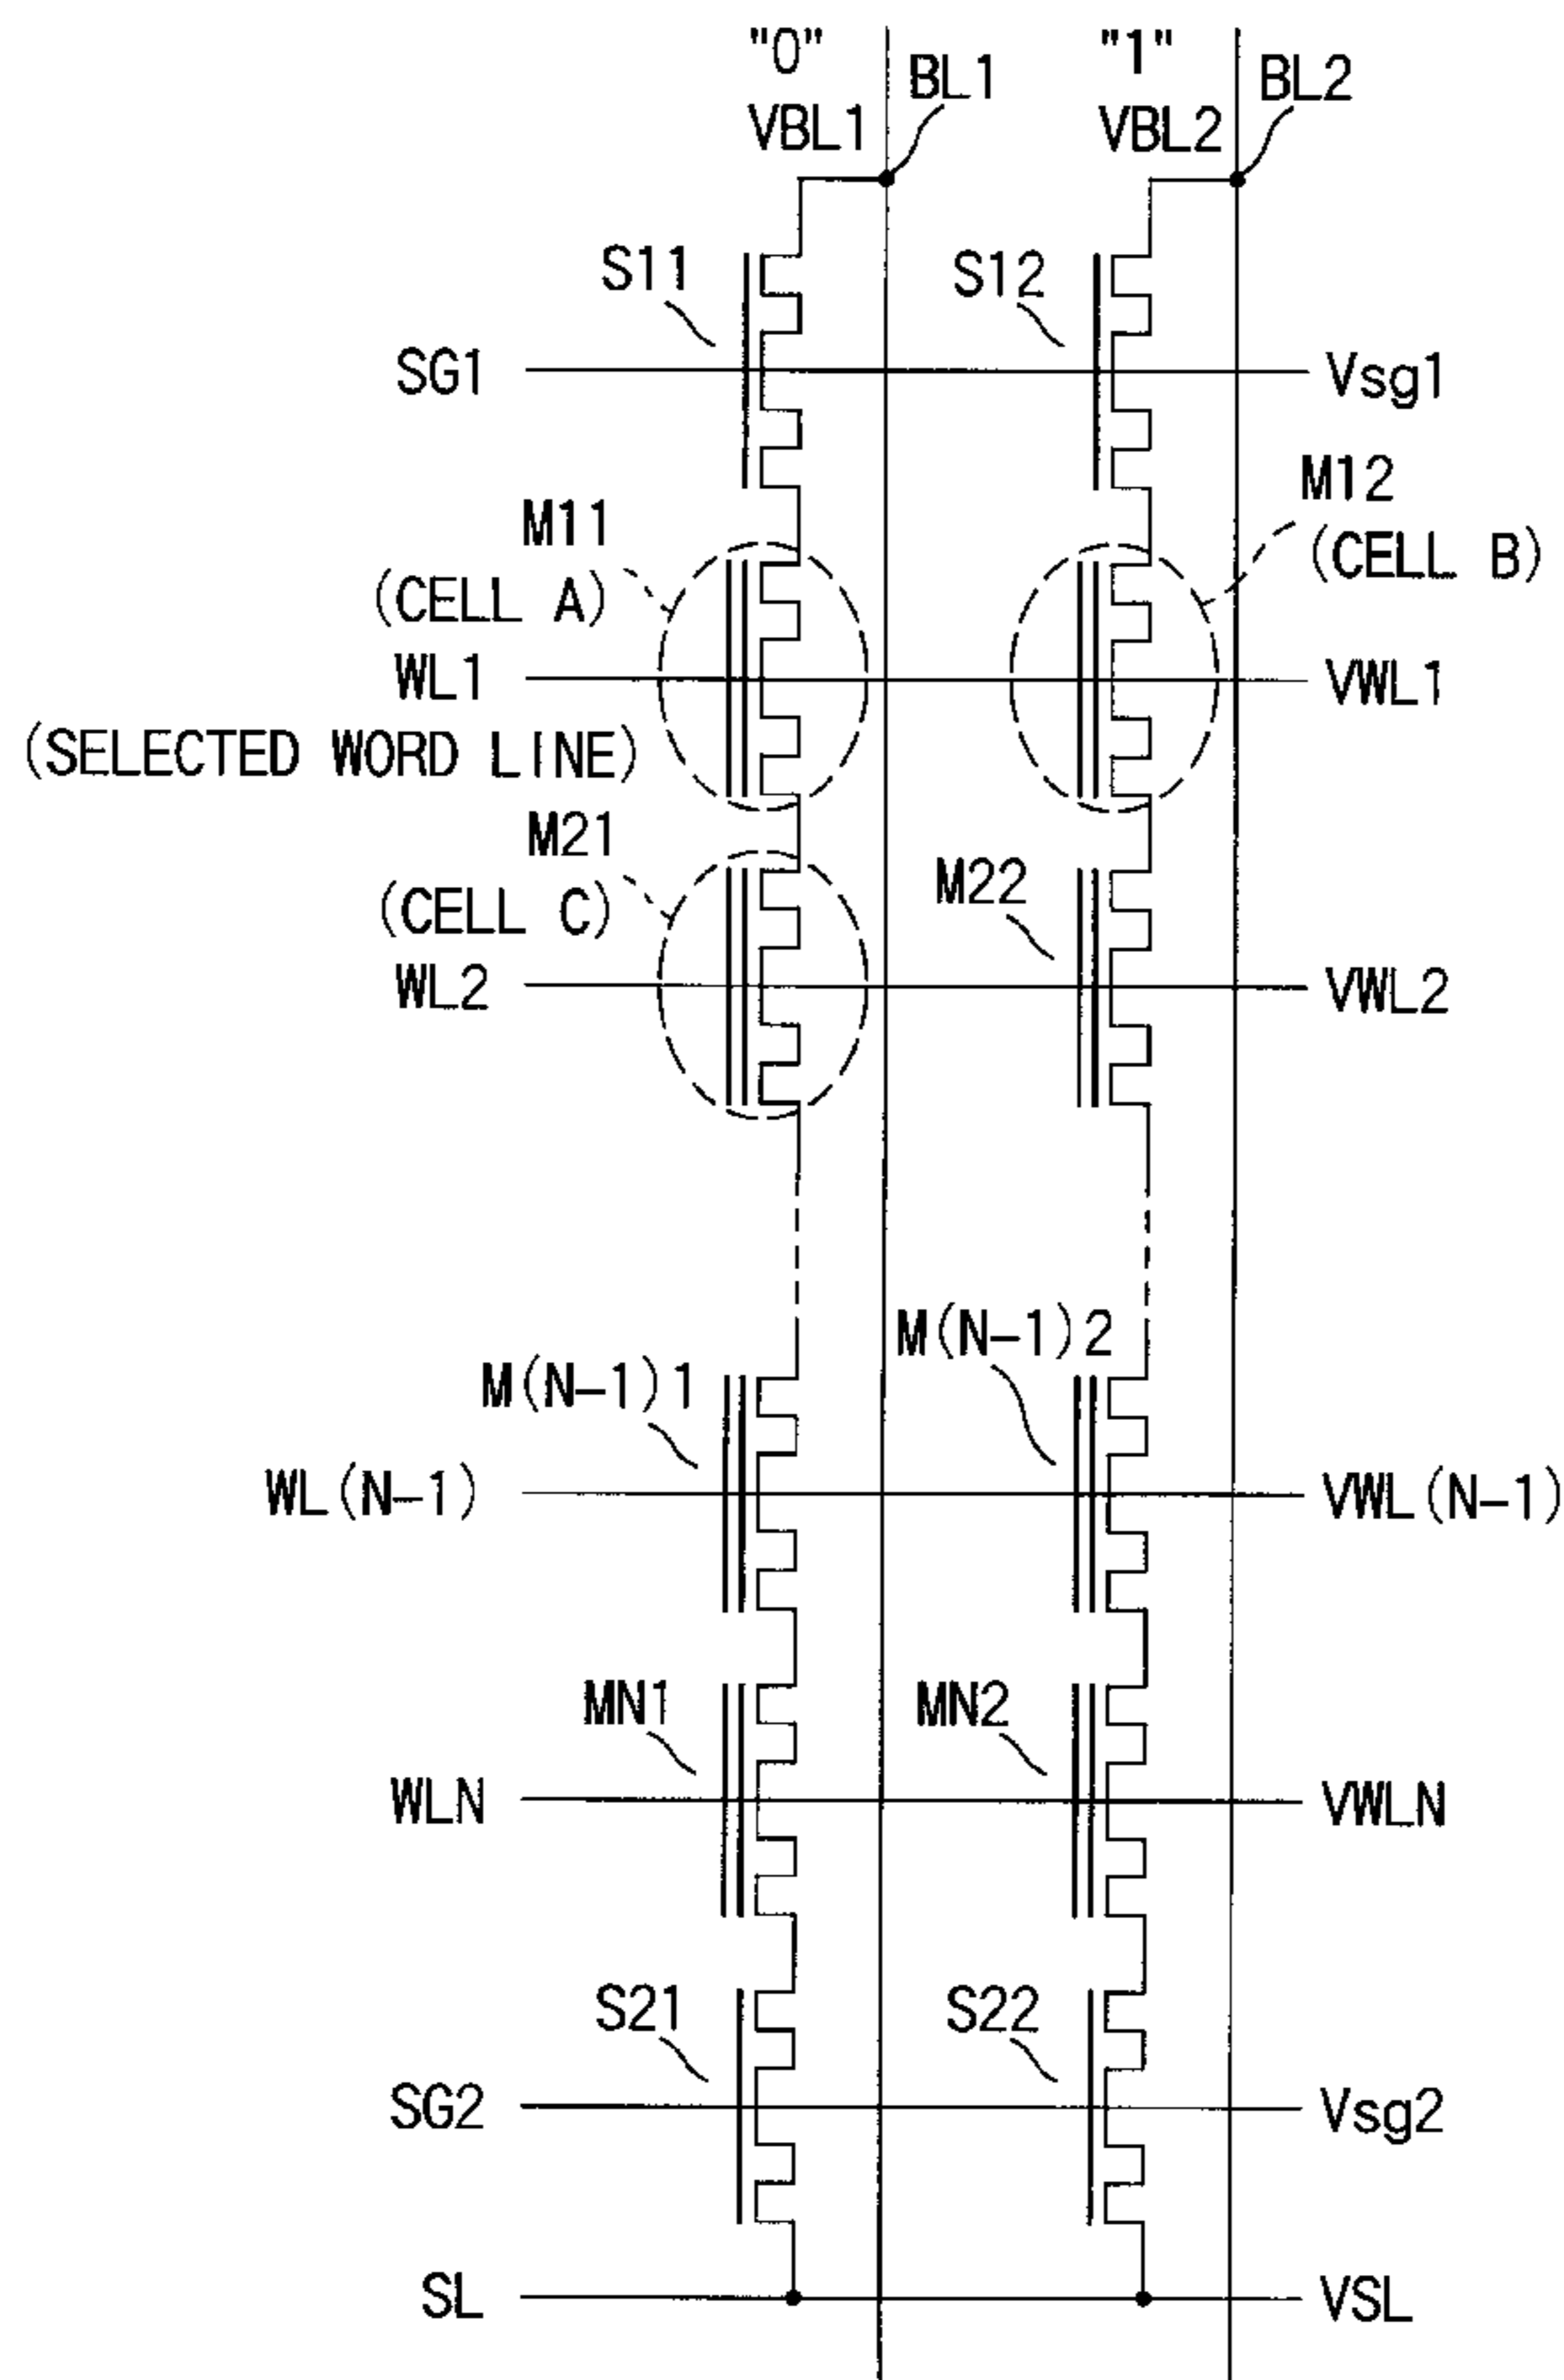 "0"
VBL1
BL1
"1"
VBL2
BL2
S11
S12
SG1
Vsg1
M11
(CELL A)
M12
(CELL B)
WL1
(SELECTED WORD LINE)
VWL1
M21
(CELL C)
M22
WL2
VWL2
M(N-1)1
M(N-1)2
WL(N-1)
VWL(N-1)
MN1
MN2
WLN
VWLN
S21
S22
SG2
Vsg2
SL
VSL